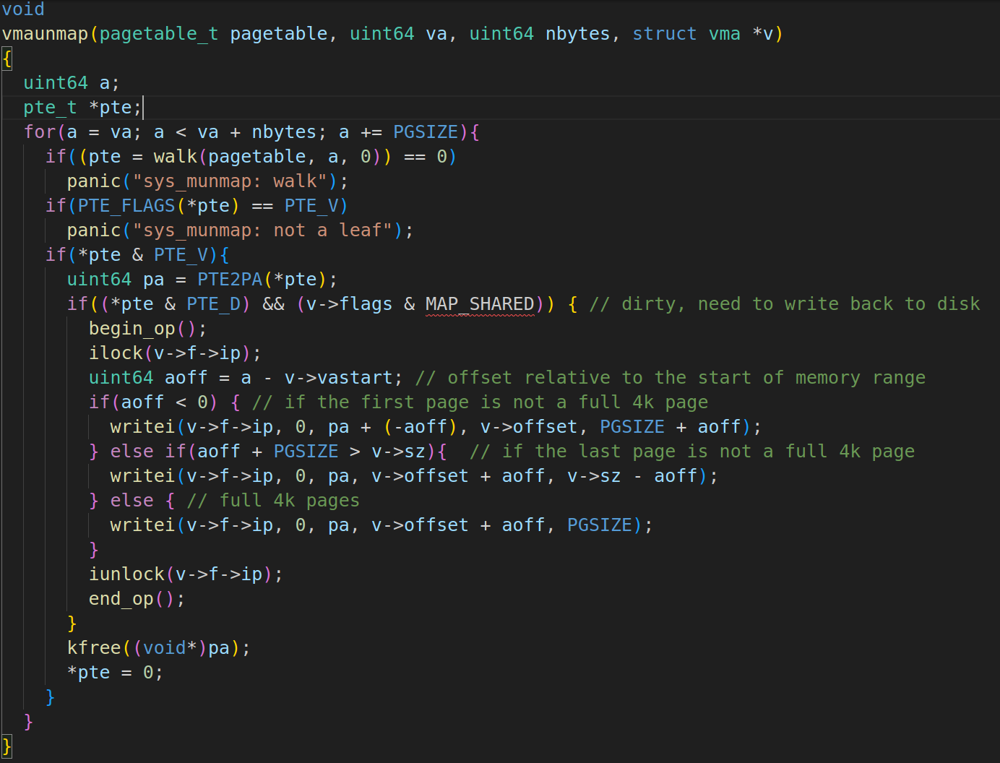 void
vmaunmap(pagetable_t pagetable, uint64 va, uint64 nbytes, struct vma *v)
{
  uint64 a;
  pte_t *pte;
  for(a = va; a < va + nbytes; a += PGSIZE){
    if((pte = walk(pagetable, a, 0)) == 0)
      panic("sys_munmap: walk");
    if(PTE_FLAGS(*pte) == PTE_V)
      panic("sys_munmap: not a leaf");
    if(*pte & PTE_V){
      uint64 pa = PTE2PA(*pte);
      if((*pte & PTE_D) && (v->flags & MAP_SHARED)) { // dirty, need to write back to disk
        begin_op();
        ilock(v->f->ip);
        uint64 aoff = a - v->vastart; // offset relative to the start of memory range
        if(aoff < 0) { // if the first page is not a full 4k page
          writei(v->f->ip, 0, pa + (-aoff), v->offset, PGSIZE + aoff);
        } else if(aoff + PGSIZE > v->sz){  // if the last page is not a full 4k page
          writei(v->f->ip, 0, pa, v->offset + aoff, v->sz - aoff);
        } else { // full 4k pages
          writei(v->f->ip, 0, pa, v->offset + aoff, PGSIZE);
        }
        iunlock(v->f->ip);
        end_op();
      }
      kfree((void*)pa);
      *pte = 0;
    }
  }
}